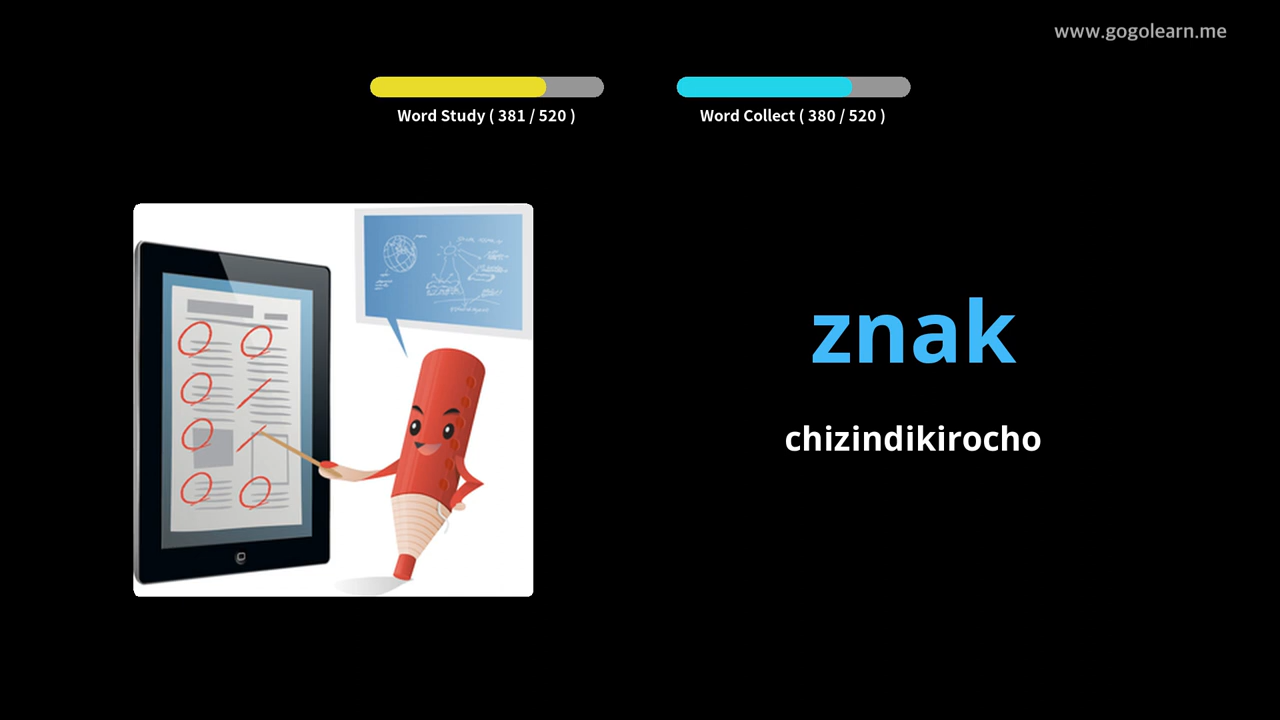 www.gogolearn.me
Word Study ( 381 / 520 )
Word Collect ( 380 / 520 )
znak
chizindikirocho